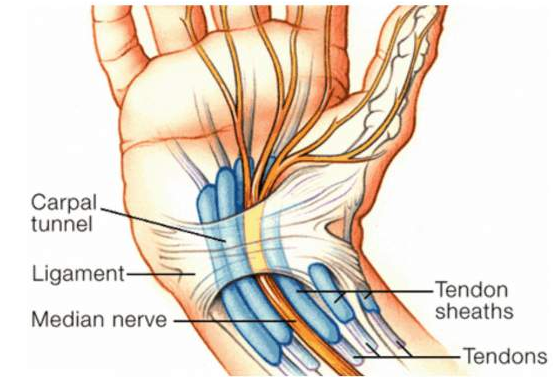 Carpal
tunnel
Ligament
Median nerve
Tendon
sheaths
Tendons